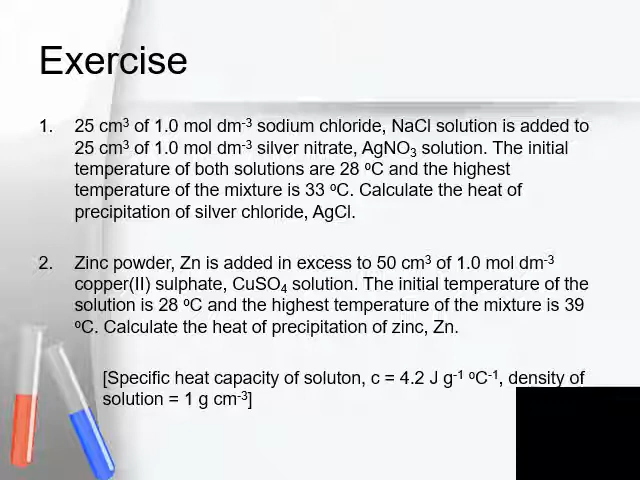 Exercise
1. 25 cm³ of 1.0 mol dm⁻³ sodium chloride, NaCl solution is added to
25 cm³ of 1.0 mol dm⁻³ silver nitrate, AgNO₃ solution. The initial
temperature of both solutions are 28 ºC and the highest
temperature of the mixture is 33 ºC. Calculate the heat of
precipitation of silver chloride, AgCl.
2. Zinc powder, Zn is added in excess to 50 cm³ of 1.0 mol dm⁻³
copper(II) sulphate, CuSO₄ solution. The initial temperature of the
solution is 28 ºC and the highest temperature of the mixture is 39
ºC. Calculate the heat of precipitation of zinc, Zn.
[Specific heat capacity of soluton, c = 4.2 J g⁻¹ ºC⁻¹, density of
solution = 1 g cm⁻³]